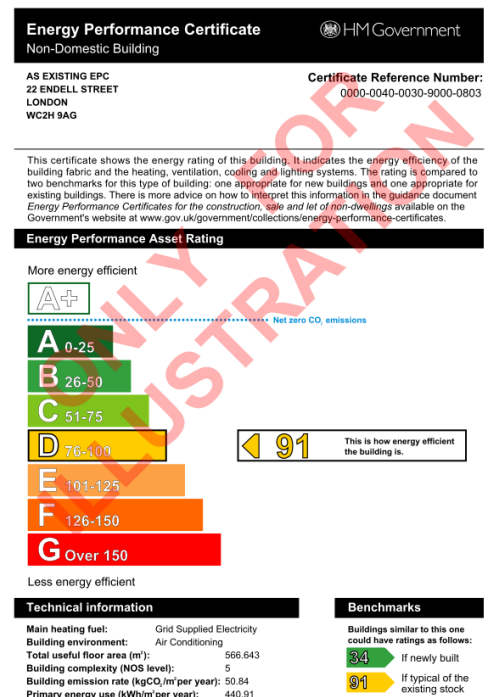 Energy Performance Certificate
Non-Domestic Building
HM Government
AS EXISTING EPC
22 ENDELL STREET
LONDON
WC2H 9AG
Certificate Reference Number:
0000-0040-0030-9000-0803
This certificate shows the energy rating of this building. It indicates the energy efficiency of the
building fabric and the heating, ventilation, cooling and lighting systems. The rating is compared to
two benchmarks for this type of building: one appropriate for new buildings and one appropriate for
existing buildings. There is more advice on how to interpret this information in the guidance document
Energy Performance Certificates for the construction, sale and let of non-dwellings available on the
Government's website at www.gov.uk/government/collections/energy-performance-certificates.
ONLY FOR
ILLUSTRATION
Energy Performance Asset Rating
More energy efficient
A+
Net zero CO₂ emissions
A 0-25
B 26-50
C 51-75
D 76-100
91
This is how energy efficient
the building is.
E 101-125
F 126-150
G Over 150
Less energy efficient
Technical information
Main heating fuel: Grid Supplied Electricity
Building environment: Air Conditioning
Total useful floor area (m²): 566.643
Building complexity (NOS level): 5
Building emission rate (kgCO₂/m²per year): 50.84
Primary energy use (kWh/m²per year): 440.91
Benchmarks
Buildings similar to this one
could have ratings as follows:
34 If newly built
91 If typical of the
existing stock